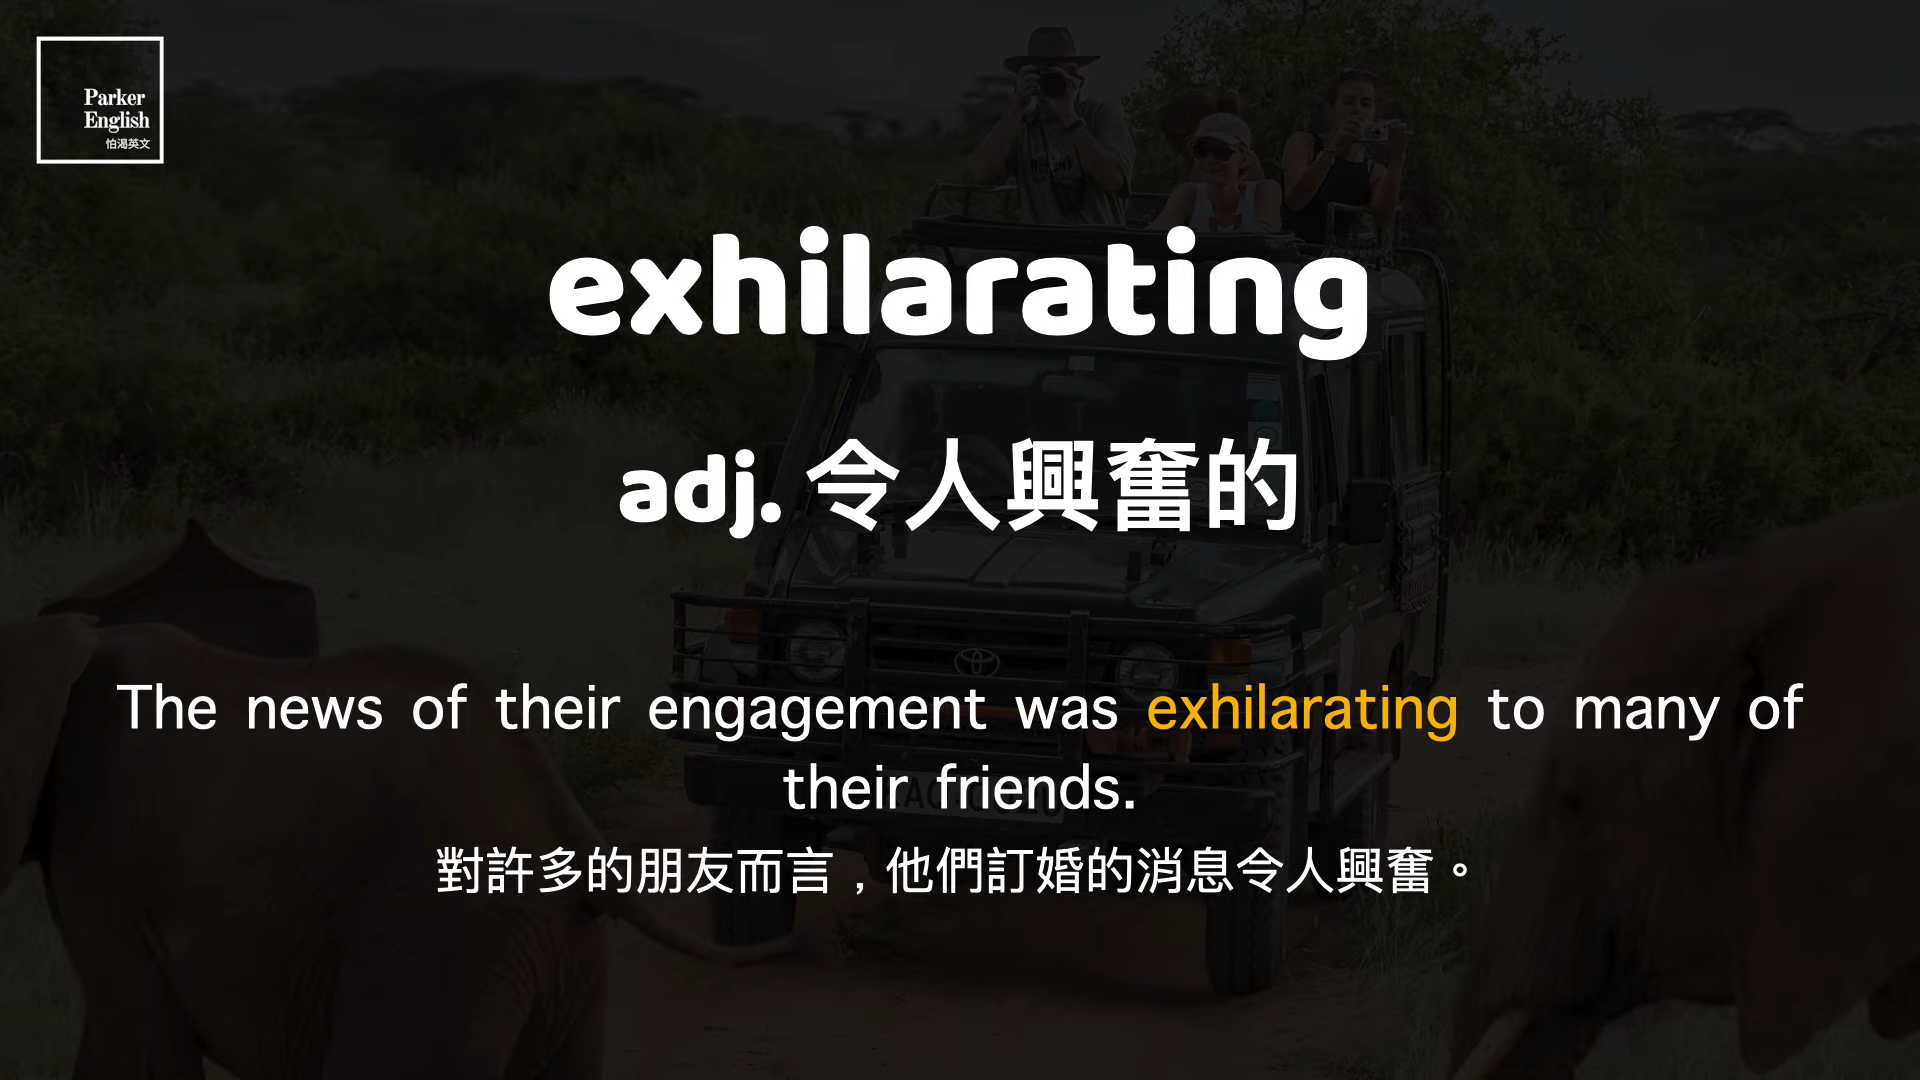 Parker
English
怕渴英文
exhilarating
adj. 令人興奮的
The news of their engagement was exhilarating to many of
their friends.
對許多的朋友而言，他們訂婚的消息令人興奮。